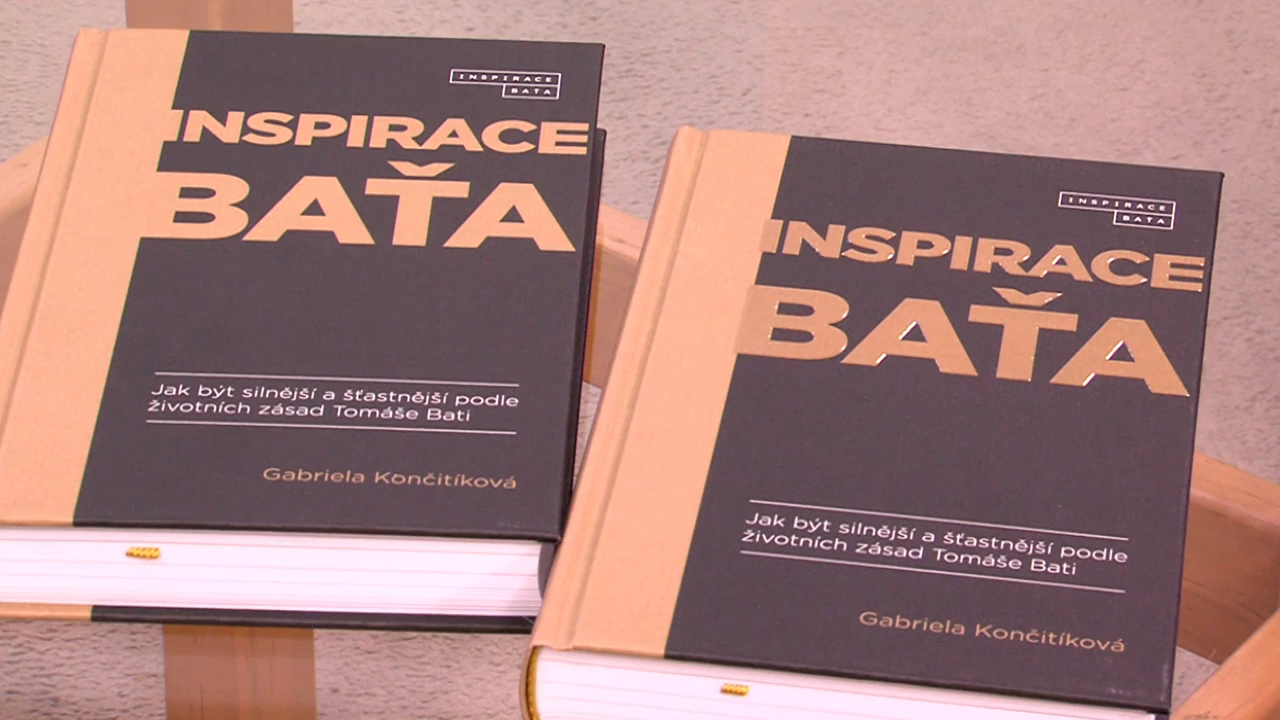 INSPIRACE
BAŤA
INSPIRACE
BAŤA
Jak být silnější a šťastnější podle
životních zásad Tomáše Bati
Gabriela Končitíková
INSPIRACE
BAŤA
INSPIRACE
BAŤA
Jak být silnější a šťastnější podle
životních zásad Tomáše Bati
Gabriela Končitíková